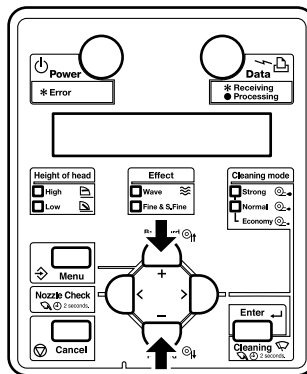 Power
Data
* Error
* Receiving
● Processing
Height of head
High
Low
Effect
Wave
Fine & S.Fine
Cleaning mode
Strong
Normal
Economy
+
Menu
< >
Nozzle Check
2 seconds.
−
Enter
Cancel
Cleaning
2 seconds.